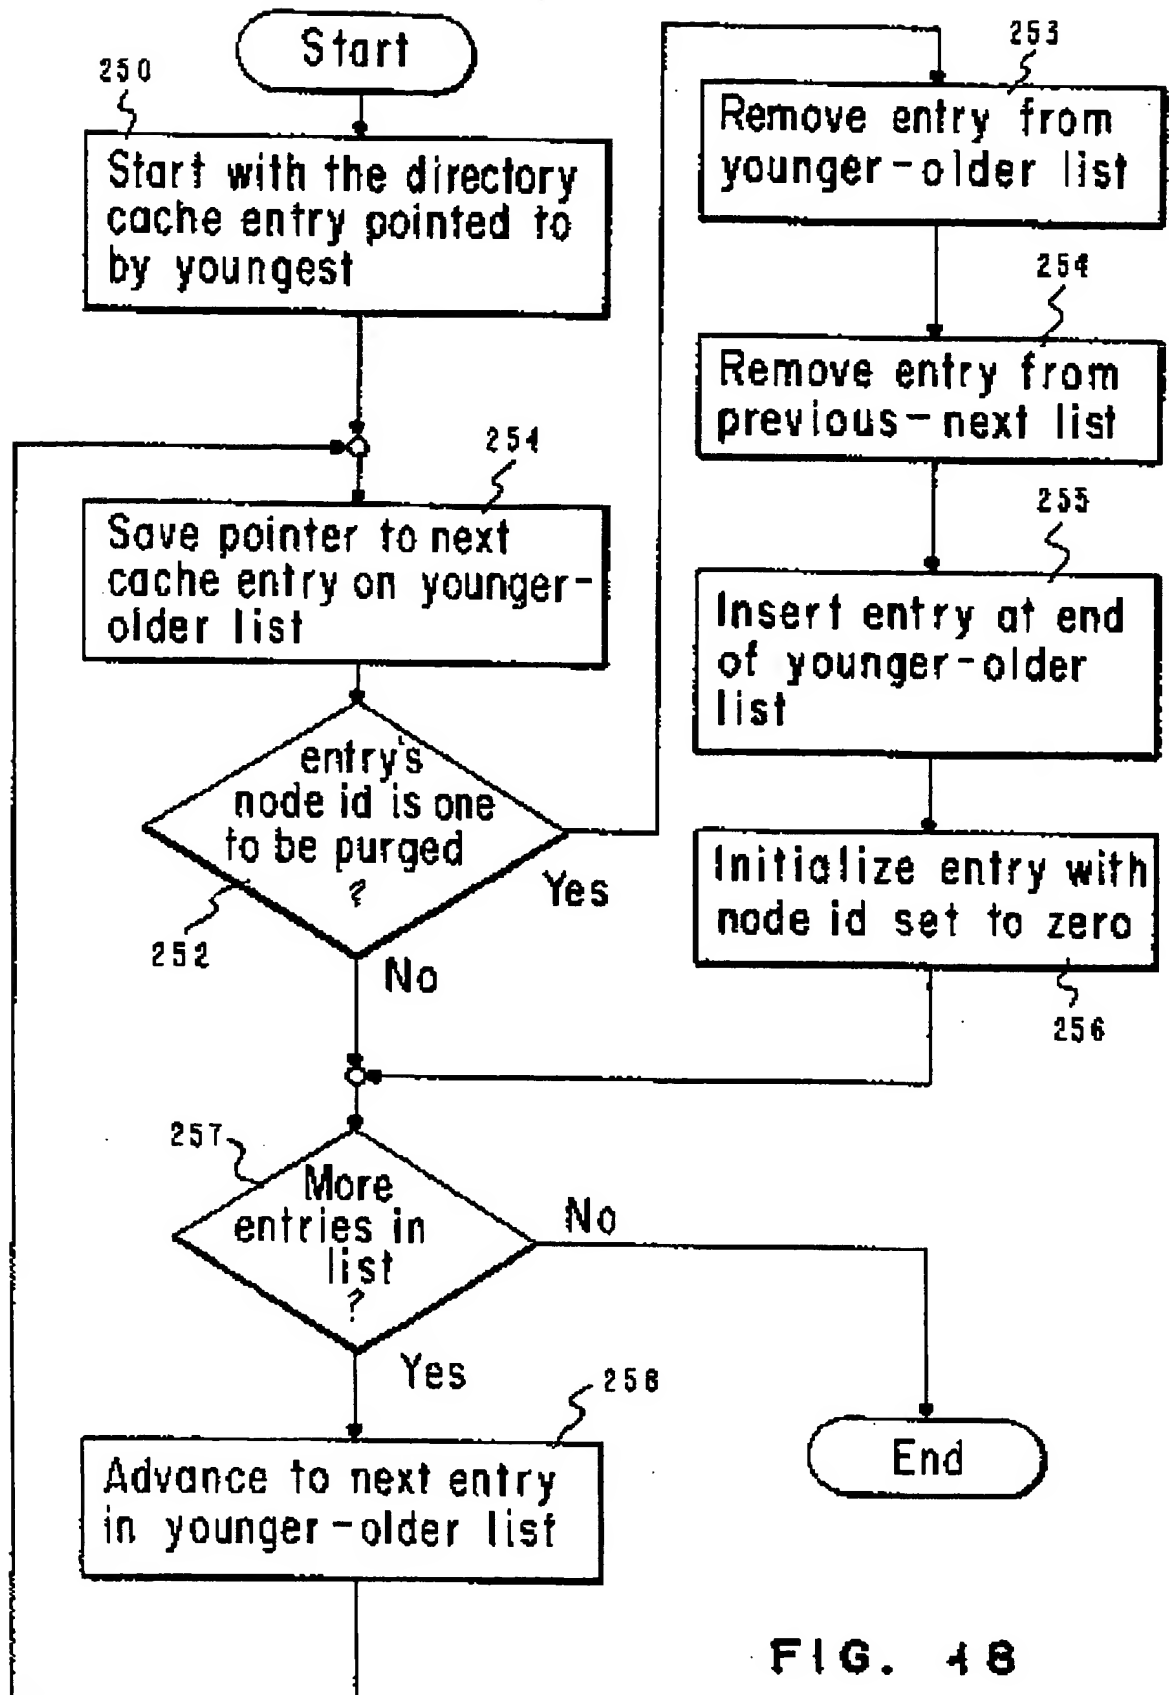 Start
250
Start with the directory
cache entry pointed to
by youngest
254
Save pointer to next
cache entry on younger-
older list
entry's
node id is one
to be purged
?
Yes
252
No
253
Remove entry from
younger-older list
254
Remove entry from
previous-next list
255
Insert entry at end
of younger-older
list
Initialize entry with
node id set to zero
256
257
More
entries in
list
?
No
Yes
258
Advance to next entry
in younger-older list
End
FIG. 48